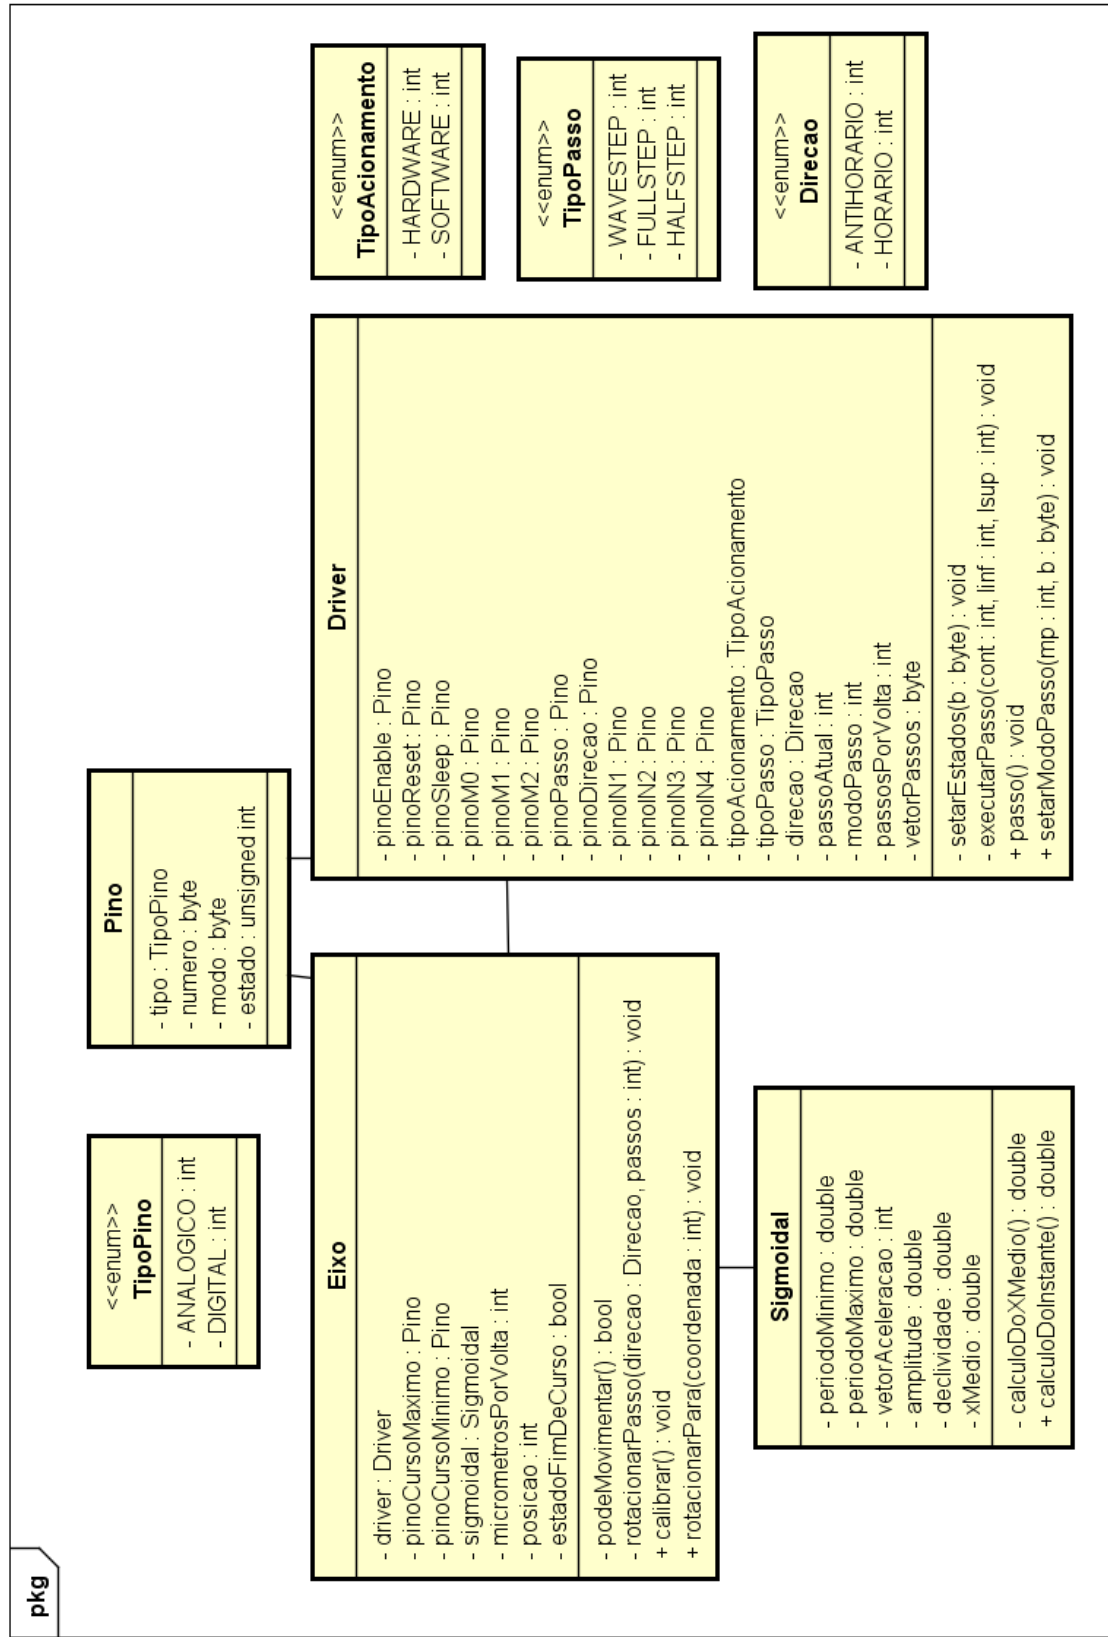 pkg
<<enum>>
TipoPino
- ANALOGICO : int
- DIGITAL : int
Pino
- tipo : TipoPino
- numero : byte
- modo : byte
- estado : unsigned int
Eixo
- driver : Driver
- pinoCursoMaximo : Pino
- pinoCursoMinimo : Pino
- sigmoidal : Sigmoidal
- micrometrosPorVolta : int
- posicao : int
- estadoFimDeCurso : bool
- podeMovimentar() : bool
- rotacionarPasso(direcao : Direcao, passos : int) : void
+ calibrar() : void
+ rotacionarPara(coordenada : int) : void
Driver
- pinoEnable : Pino
- pinoReset : Pino
- pinoSleep : Pino
- pinoM0 : Pino
- pinoM1 : Pino
- pinoM2 : Pino
- pinoPasso : Pino
- pinoDirecao : Pino
- pinoIN1 : Pino
- pinoIN2 : Pino
- pinoIN3 : Pino
- pinoIN4 : Pino
- tipoAcionamento : TipoAcionamento
- tipoPasso : TipoPasso
- direcao : Direcao
- passoAtual : int
- modoPasso : int
- passosPorVolta : int
- vetorPassos : byte
- setarEstados(b : byte) : void
- executarPasso(cont : int, linf : int, lsup : int) : void
+ passo() : void
+ setarModoPasso(mp : int, b : byte) : void
<<enum>>
TipoAcionamento
- HARDWARE : int
- SOFTWARE : int
<<enum>>
TipoPasso
- WAVESTEP : int
- FULLSTEP : int
- HALFSTEP : int
<<enum>>
Direcao
- ANTIHORARIO : int
- HORARIO : int
Sigmoidal
- periodoMinimo : double
- periodoMaximo : double
- vetorAceleracao : int
- amplitude : double
- declividade : double
- xMedio : double
- calculoDoXMedio() : double
+ calculoDoInstante() : double